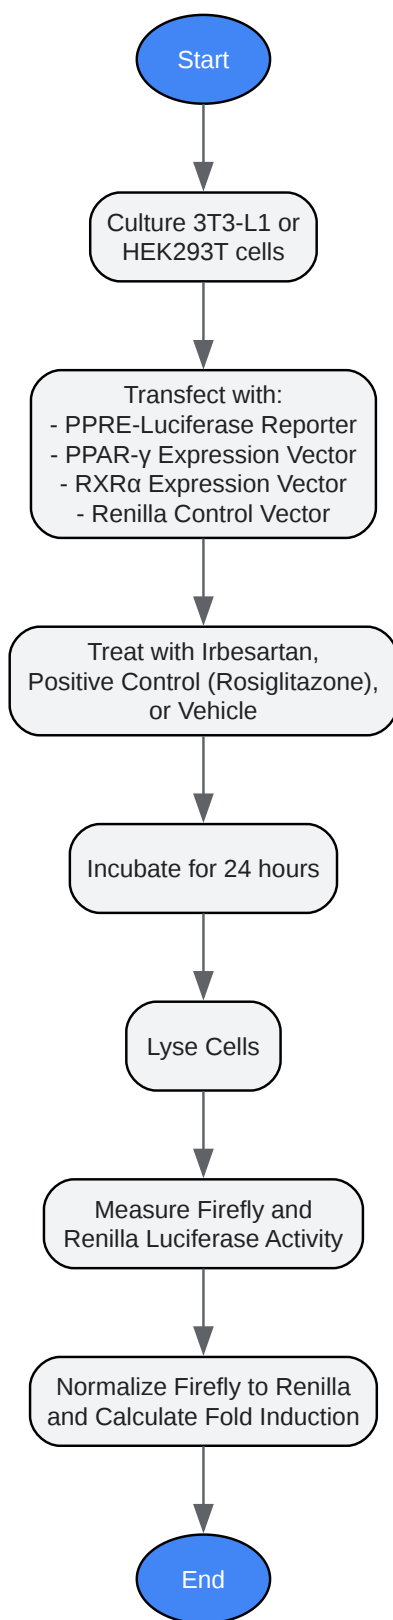 Start
Culture 3T3-L1 or
HEK293T cells
Transfect with:
- PPRE-Luciferase Reporter
- PPAR-γ Expression Vector
- RXRα Expression Vector
- Renilla Control Vector
Treat with Irbesartan,
Positive Control (Rosiglitazone),
or Vehicle
Incubate for 24 hours
Lyse Cells
Measure Firefly and
Renilla Luciferase Activity
Normalize Firefly to Renilla
and Calculate Fold Induction
End